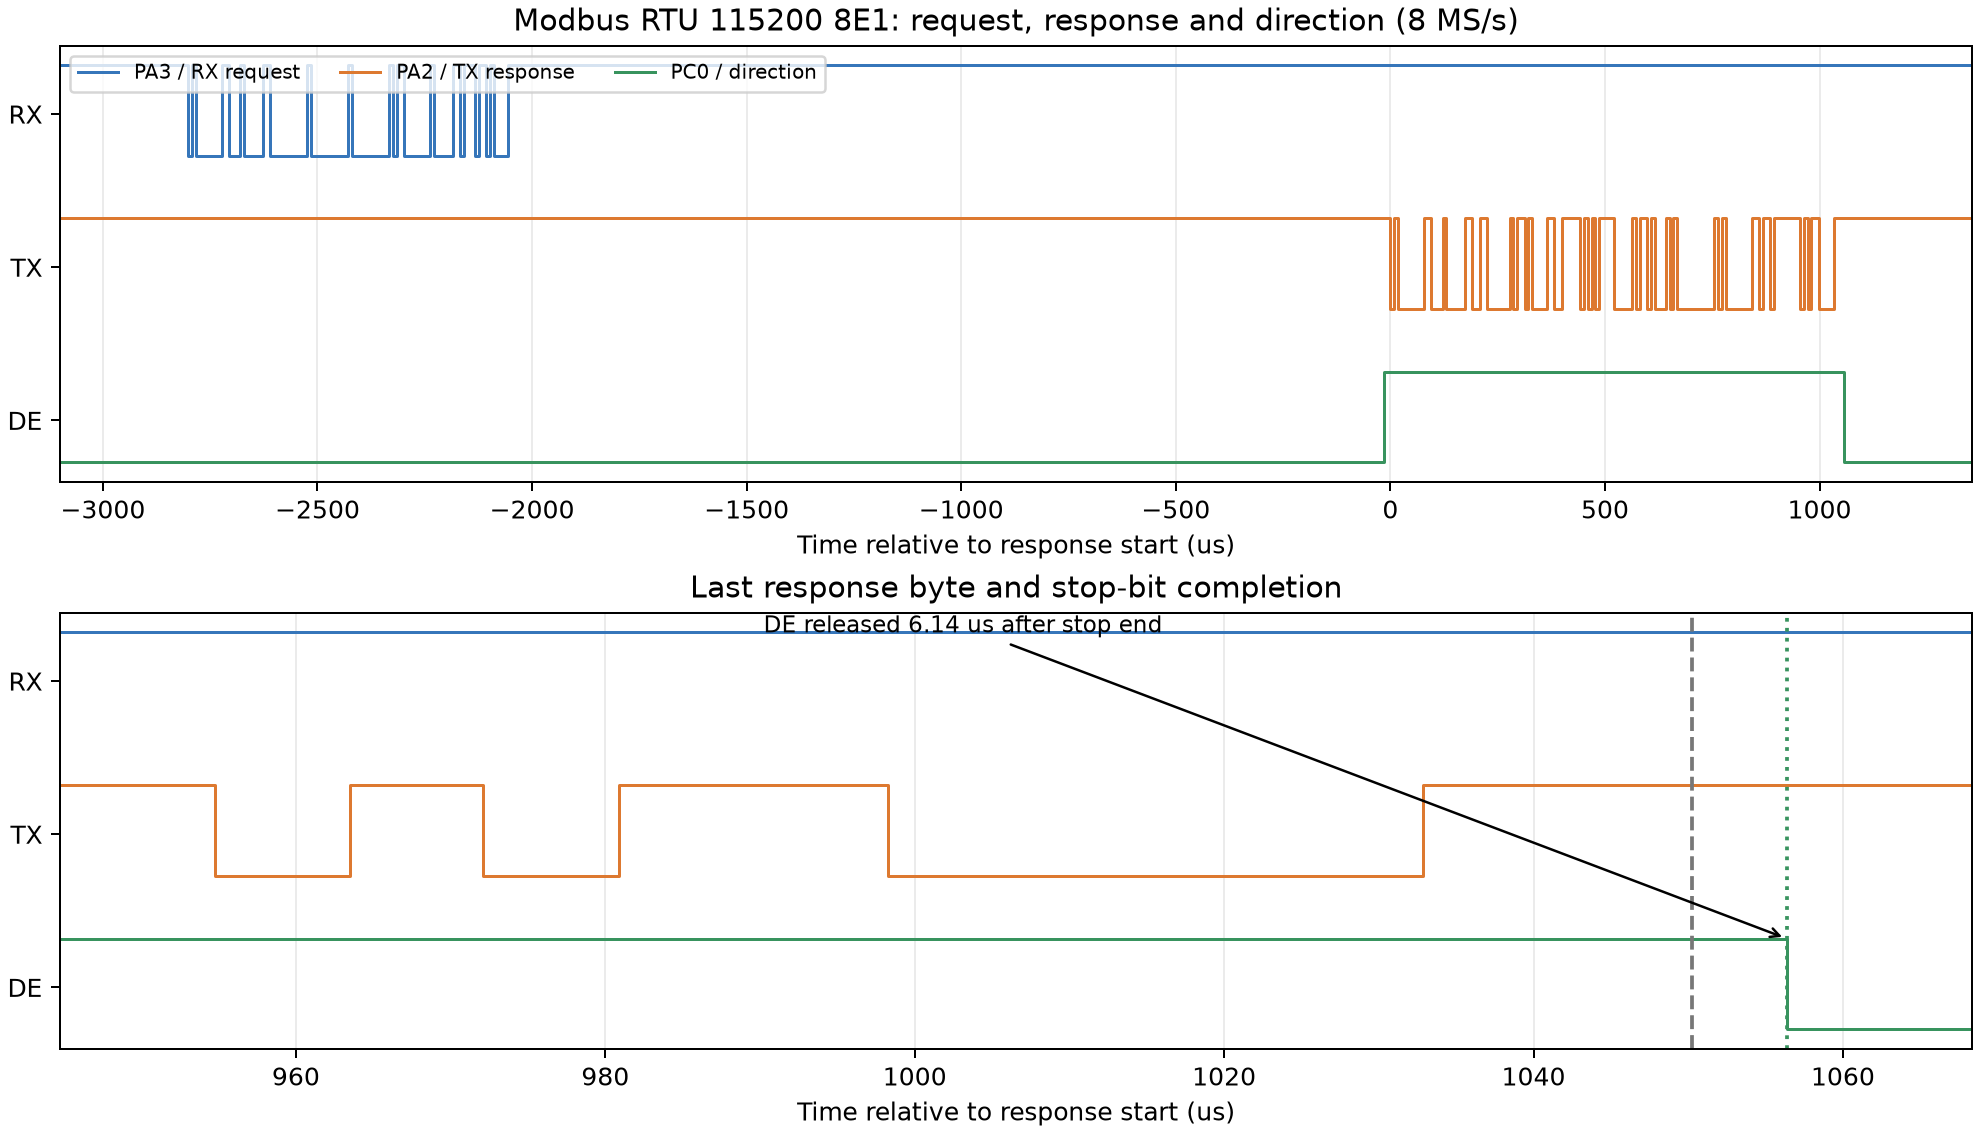 Modbus RTU 115200 8E1: request, response and direction (8 MS/s)
PA3 / RX request PA2 / TX response PC0 / direction
RX
TX
DE
−3000 −2500 −2000 −1500 −1000 −500 0 500 1000
Time relative to response start (us)
Last response byte and stop-bit completion
DE released 6.14 us after stop end
RX
TX
DE
960 980 1000 1020 1040 1060
Time relative to response start (us)